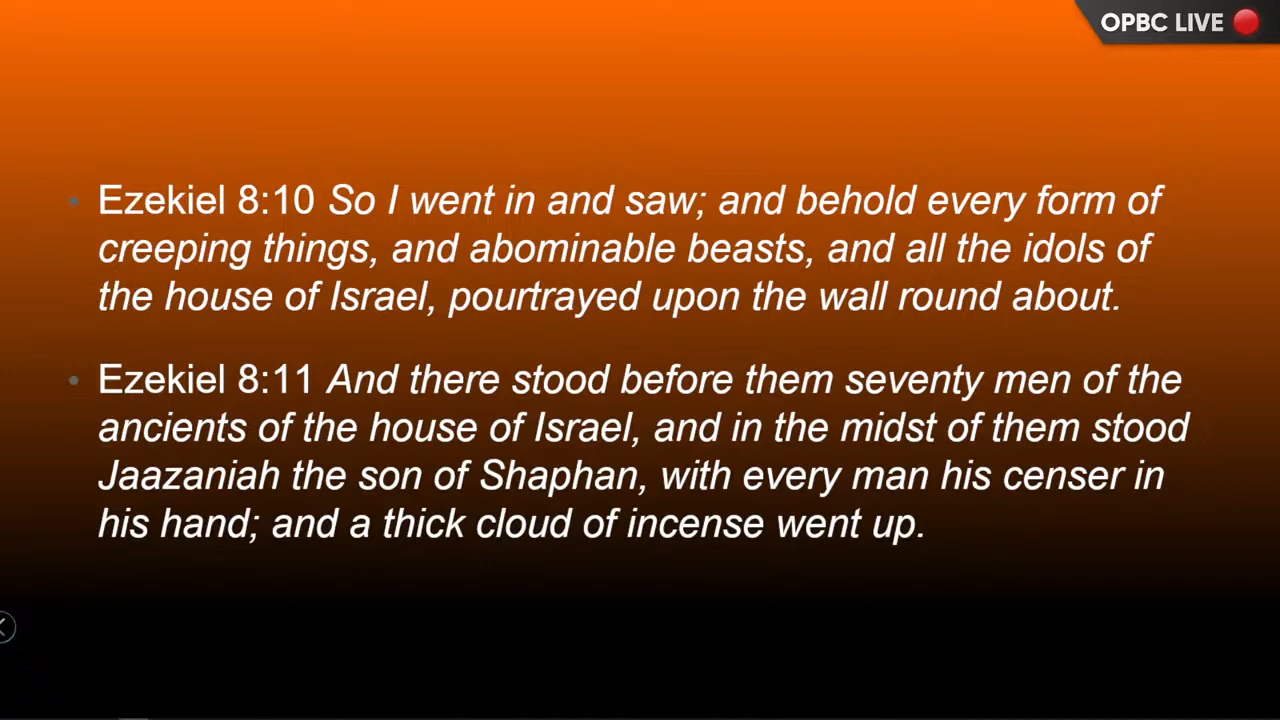 OPBC LIVE
• Ezekiel 8:10 So I went in and saw; and behold every form of
creeping things, and abominable beasts, and all the idols of
the house of Israel, pourtrayed upon the wall round about.
• Ezekiel 8:11 And there stood before them seventy men of the
ancients of the house of Israel, and in the midst of them stood
Jaazaniah the son of Shaphan, with every man his censer in
his hand; and a thick cloud of incense went up.